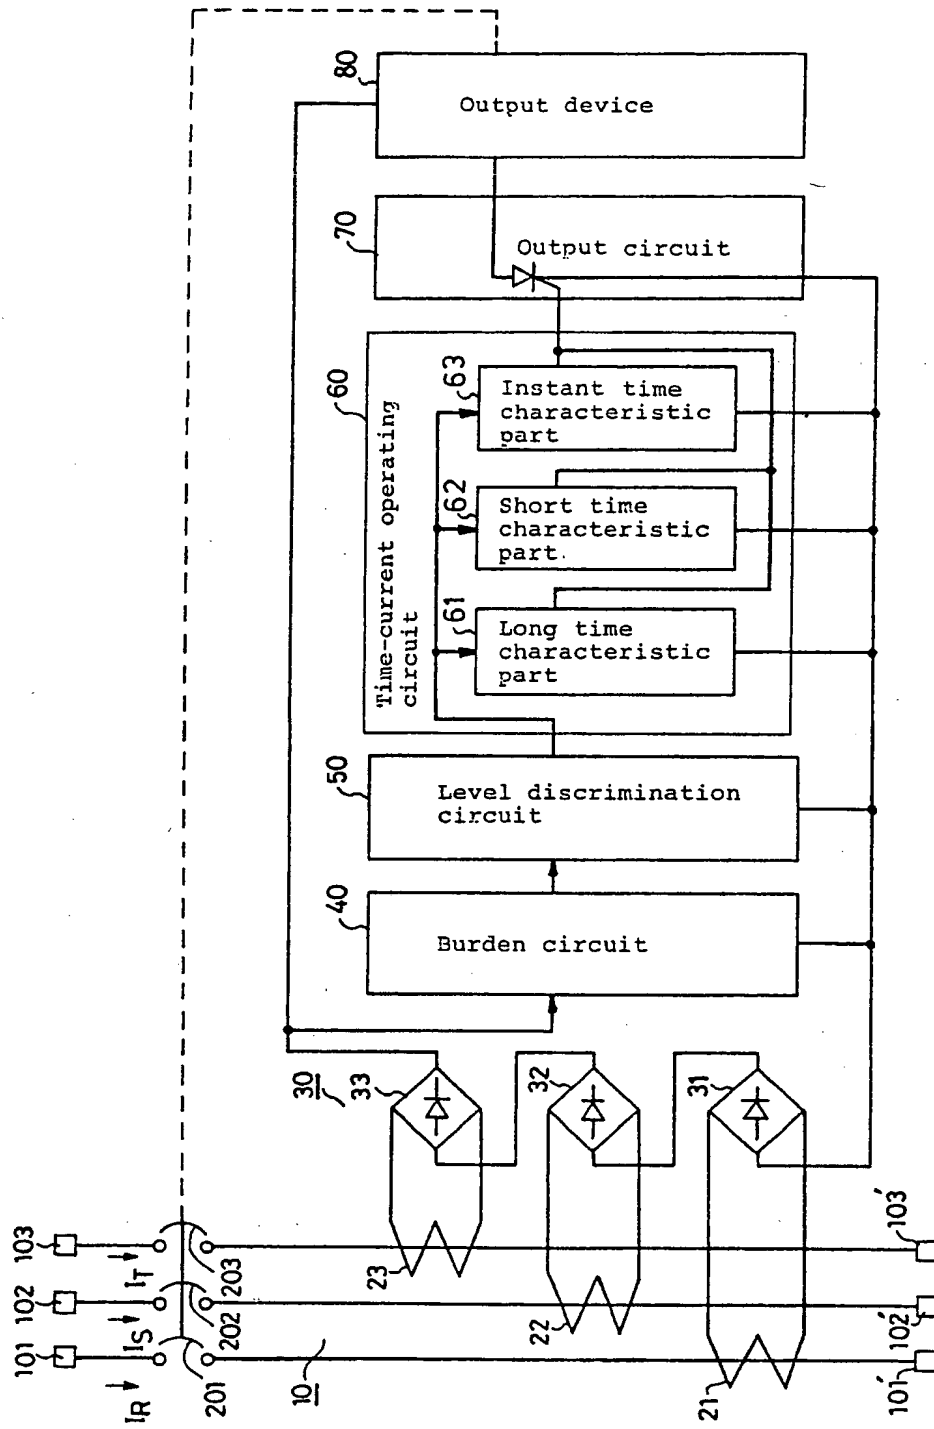 80
Output device
70
Output circuit
60
Time-current operating
circuit
63
Instant time
characteristic
part
62
Short time
characteristic
part.
61
Long time
characteristic
part
50
Level discrimination
circuit
40
Burden circuit
30
33
32
31
103
102
101
IT
IS
IR
203
202
201
10
23
22
21
103'
102'
101'